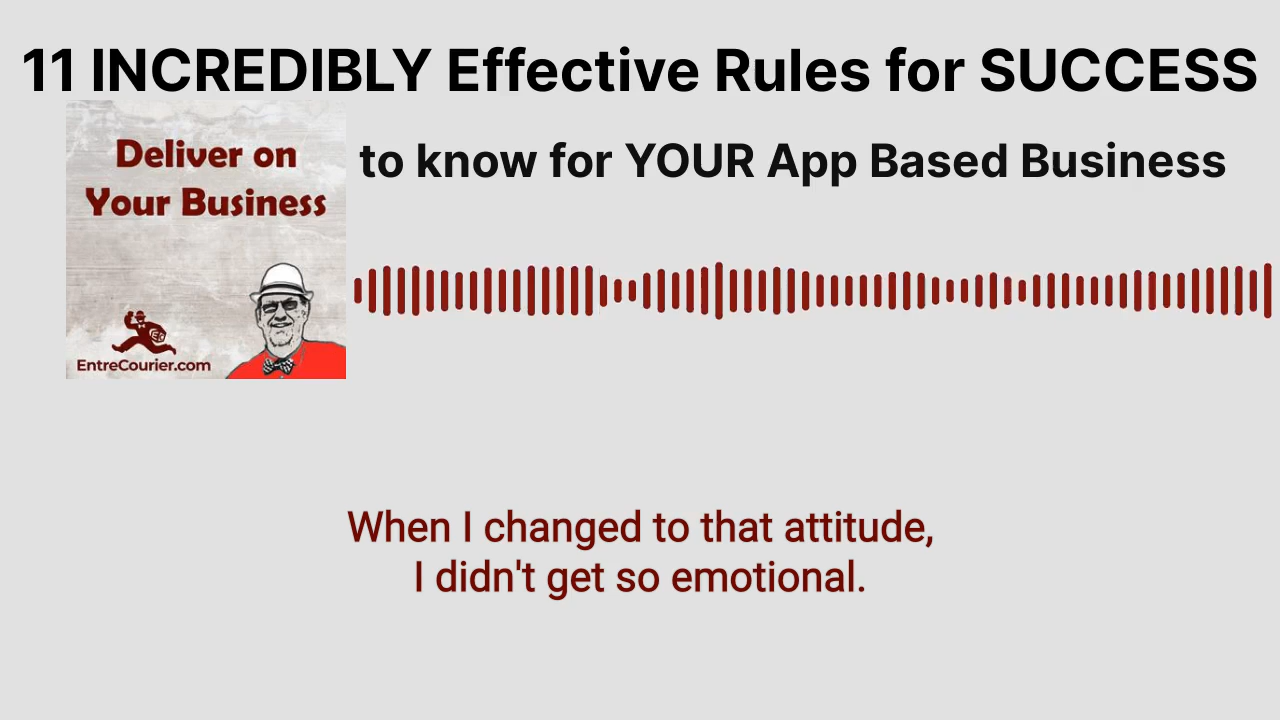 11 INCREDIBLY Effective Rules for SUCCESS
to know for YOUR App Based Business
Deliver on
Your Business
EntreCourier.com
When I changed to that attitude,
I didn't get so emotional.